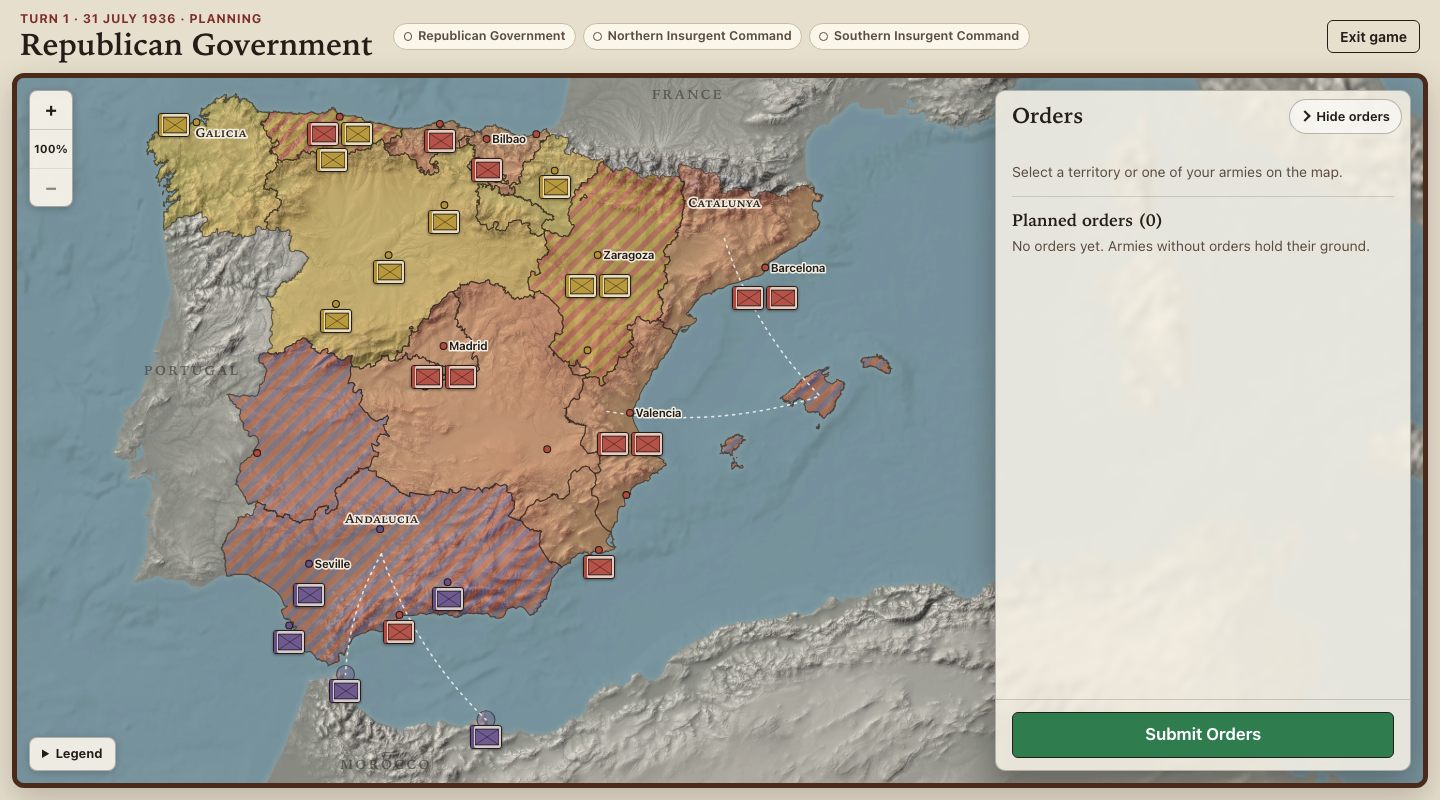 TURN 1 · 31 JULY 1936 · PLANNING
Republican Government
Republican Government
Northern Insurgent Command
Southern Insurgent Command
Exit game
+
100%
−
FRANCE
GALICIA
Bilbao
CATALUNYA
Zaragoza
Barcelona
Madrid
PORTUGAL
Valencia
ANDALUCIA
Seville
MOROCCO
Legend
Orders
Hide orders
Select a territory or one of your armies on the map.
Planned orders (0)
No orders yet. Armies without orders hold their ground.
Submit Orders